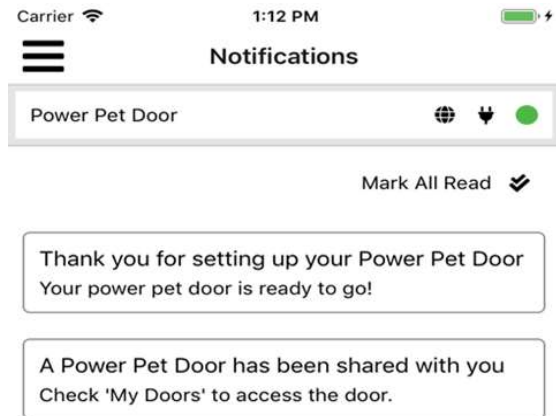 Carrier 1:12 PM
Notifications
Power Pet Door
Mark All Read
Thank you for setting up your Power Pet Door
Your power pet door is ready to go!
A Power Pet Door has been shared with you
Check 'My Doors' to access the door.